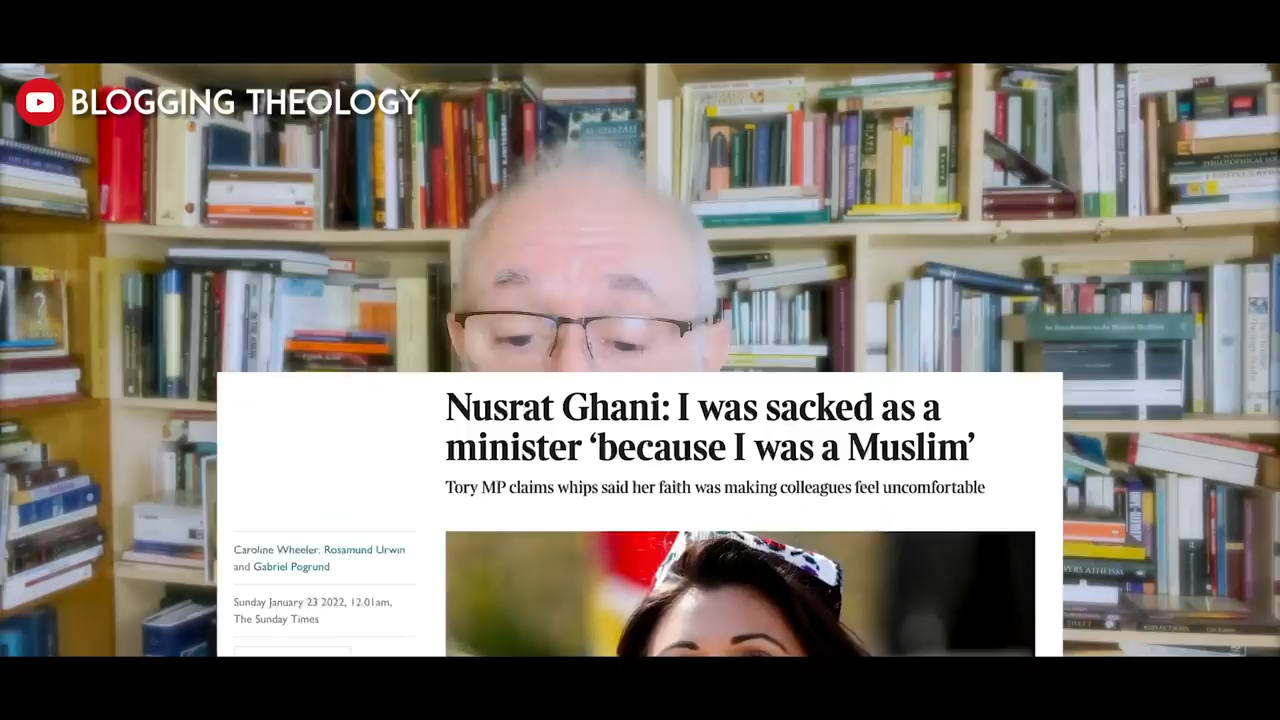 BLOGGING THEOLOGY
AL-GHAZALI
Nusrat Ghani: I was sacked as a
minister ‘because I was a Muslim’
Tory MP claims whips said her faith was making colleagues feel uncomfortable
Caroline Wheeler, Rosamund Urwin
and Gabriel Pogrund
Sunday January 23 2022, 12.01am,
The Sunday Times